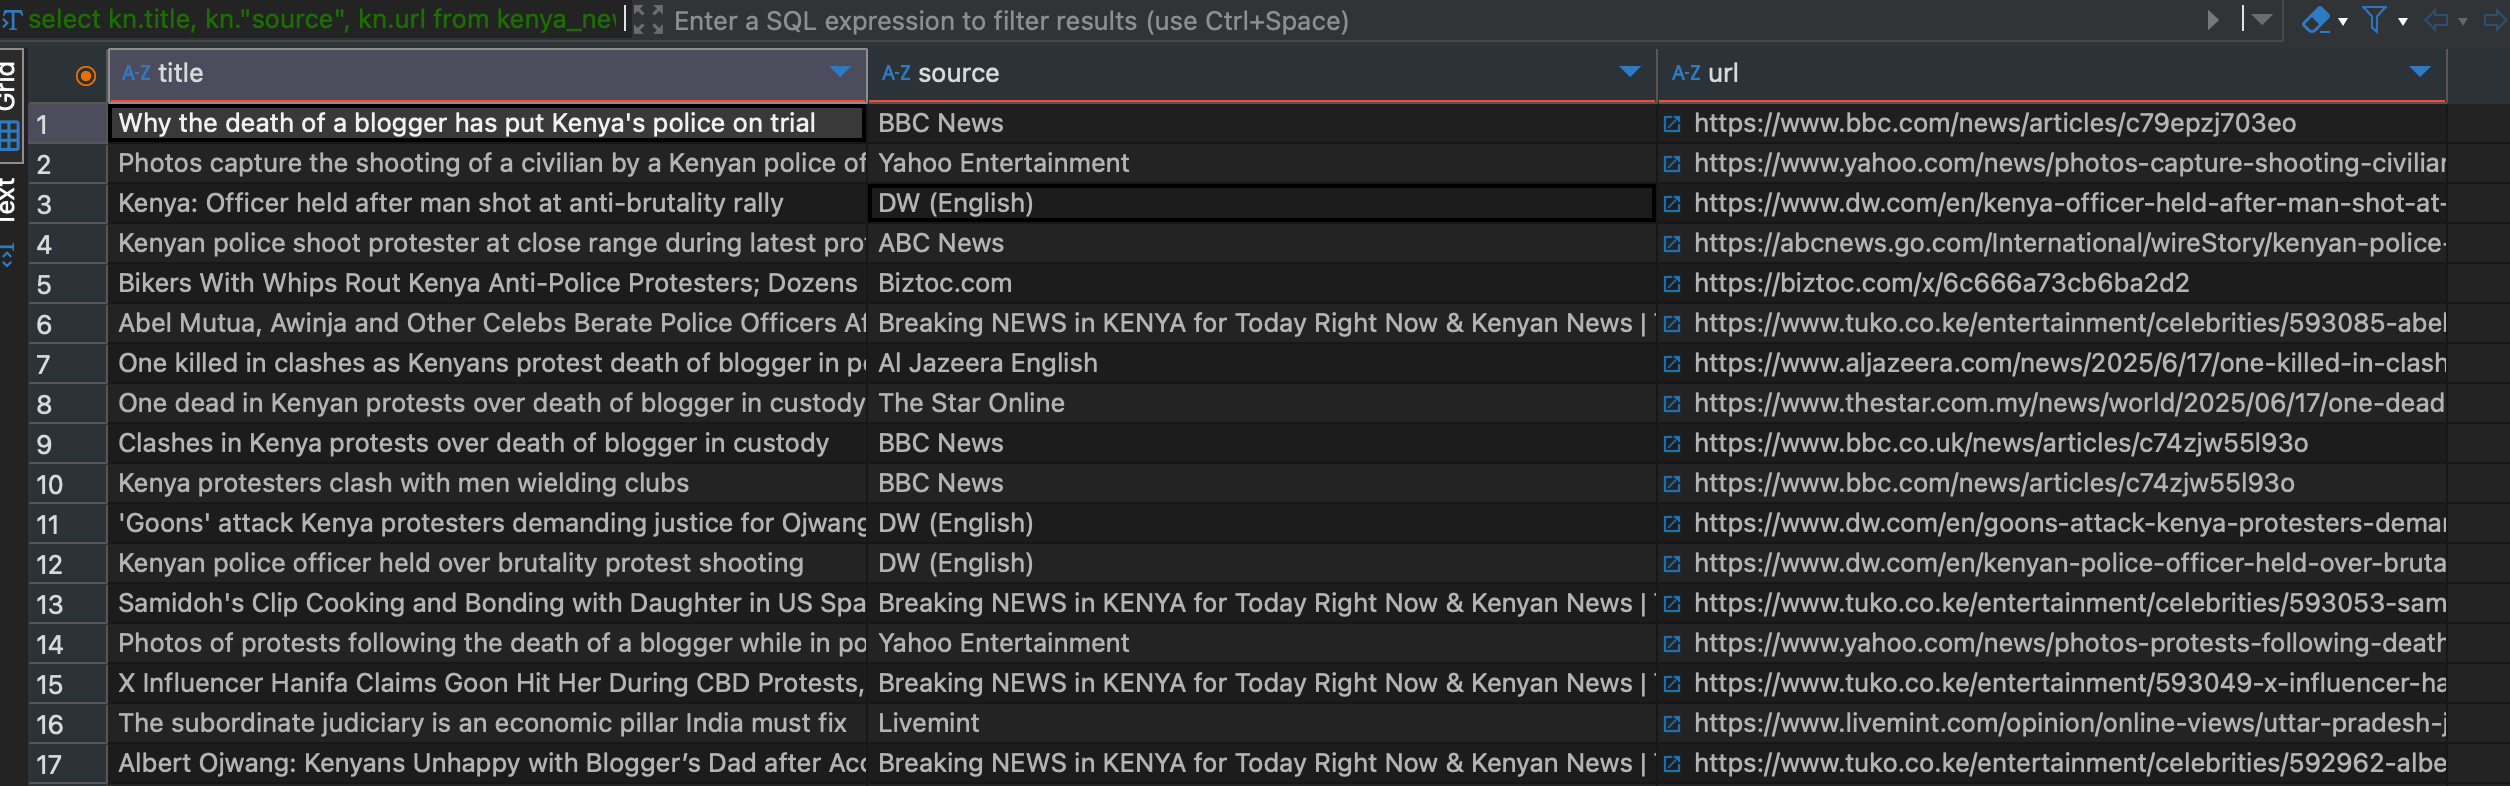 select kn.title, kn."source", kn.url from kenya_new Enter a SQL expression to filter results (use Ctrl+Space)
Grid
Text
A-Z title A-Z source A-Z url
1 Why the death of a blogger has put Kenya's police on trial BBC News https://www.bbc.com/news/articles/c79epzj703eo
2 Photos capture the shooting of a civilian by a Kenyan police of Yahoo Entertainment https://www.yahoo.com/news/photos-capture-shooting-civilian
3 Kenya: Officer held after man shot at anti-brutality rally DW (English) https://www.dw.com/en/kenya-officer-held-after-man-shot-at-
4 Kenyan police shoot protester at close range during latest pro ABC News https://abcnews.go.com/International/wireStory/kenyan-police-
5 Bikers With Whips Rout Kenya Anti-Police Protesters; Dozens Biztoc.com https://biztoc.com/x/6c666a73cb6ba2d2
6 Abel Mutua, Awinja and Other Celebs Berate Police Officers Af Breaking NEWS in KENYA for Today Right Now & Kenyan News | https://www.tuko.co.ke/entertainment/celebrities/593085-abel
7 One killed in clashes as Kenyans protest death of blogger in po Al Jazeera English https://www.aljazeera.com/news/2025/6/17/one-killed-in-clash
8 One dead in Kenyan protests over death of blogger in custody The Star Online https://www.thestar.com.my/news/world/2025/06/17/one-dead
9 Clashes in Kenya protests over death of blogger in custody BBC News https://www.bbc.co.uk/news/articles/c74zjw55l93o
10 Kenya protesters clash with men wielding clubs BBC News https://www.bbc.com/news/articles/c74zjw55l93o
11 'Goons' attack Kenya protesters demanding justice for Ojwang DW (English) https://www.dw.com/en/goons-attack-kenya-protesters-deman
12 Kenyan police officer held over brutality protest shooting DW (English) https://www.dw.com/en/kenyan-police-officer-held-over-bruta
13 Samidoh's Clip Cooking and Bonding with Daughter in US Spa Breaking NEWS in KENYA for Today Right Now & Kenyan News | https://www.tuko.co.ke/entertainment/celebrities/593053-sam
14 Photos of protests following the death of a blogger while in po Yahoo Entertainment https://www.yahoo.com/news/photos-protests-following-death
15 X Influencer Hanifa Claims Goon Hit Her During CBD Protests, Breaking NEWS in KENYA for Today Right Now & Kenyan News | https://www.tuko.co.ke/entertainment/593049-x-influencer-ha
16 The subordinate judiciary is an economic pillar India must fix Livemint https://www.livemint.com/opinion/online-views/uttar-pradesh-j
17 Albert Ojwang: Kenyans Unhappy with Blogger’s Dad after Acc Breaking NEWS in KENYA for Today Right Now & Kenyan News | https://www.tuko.co.ke/entertainment/celebrities/592962-albe